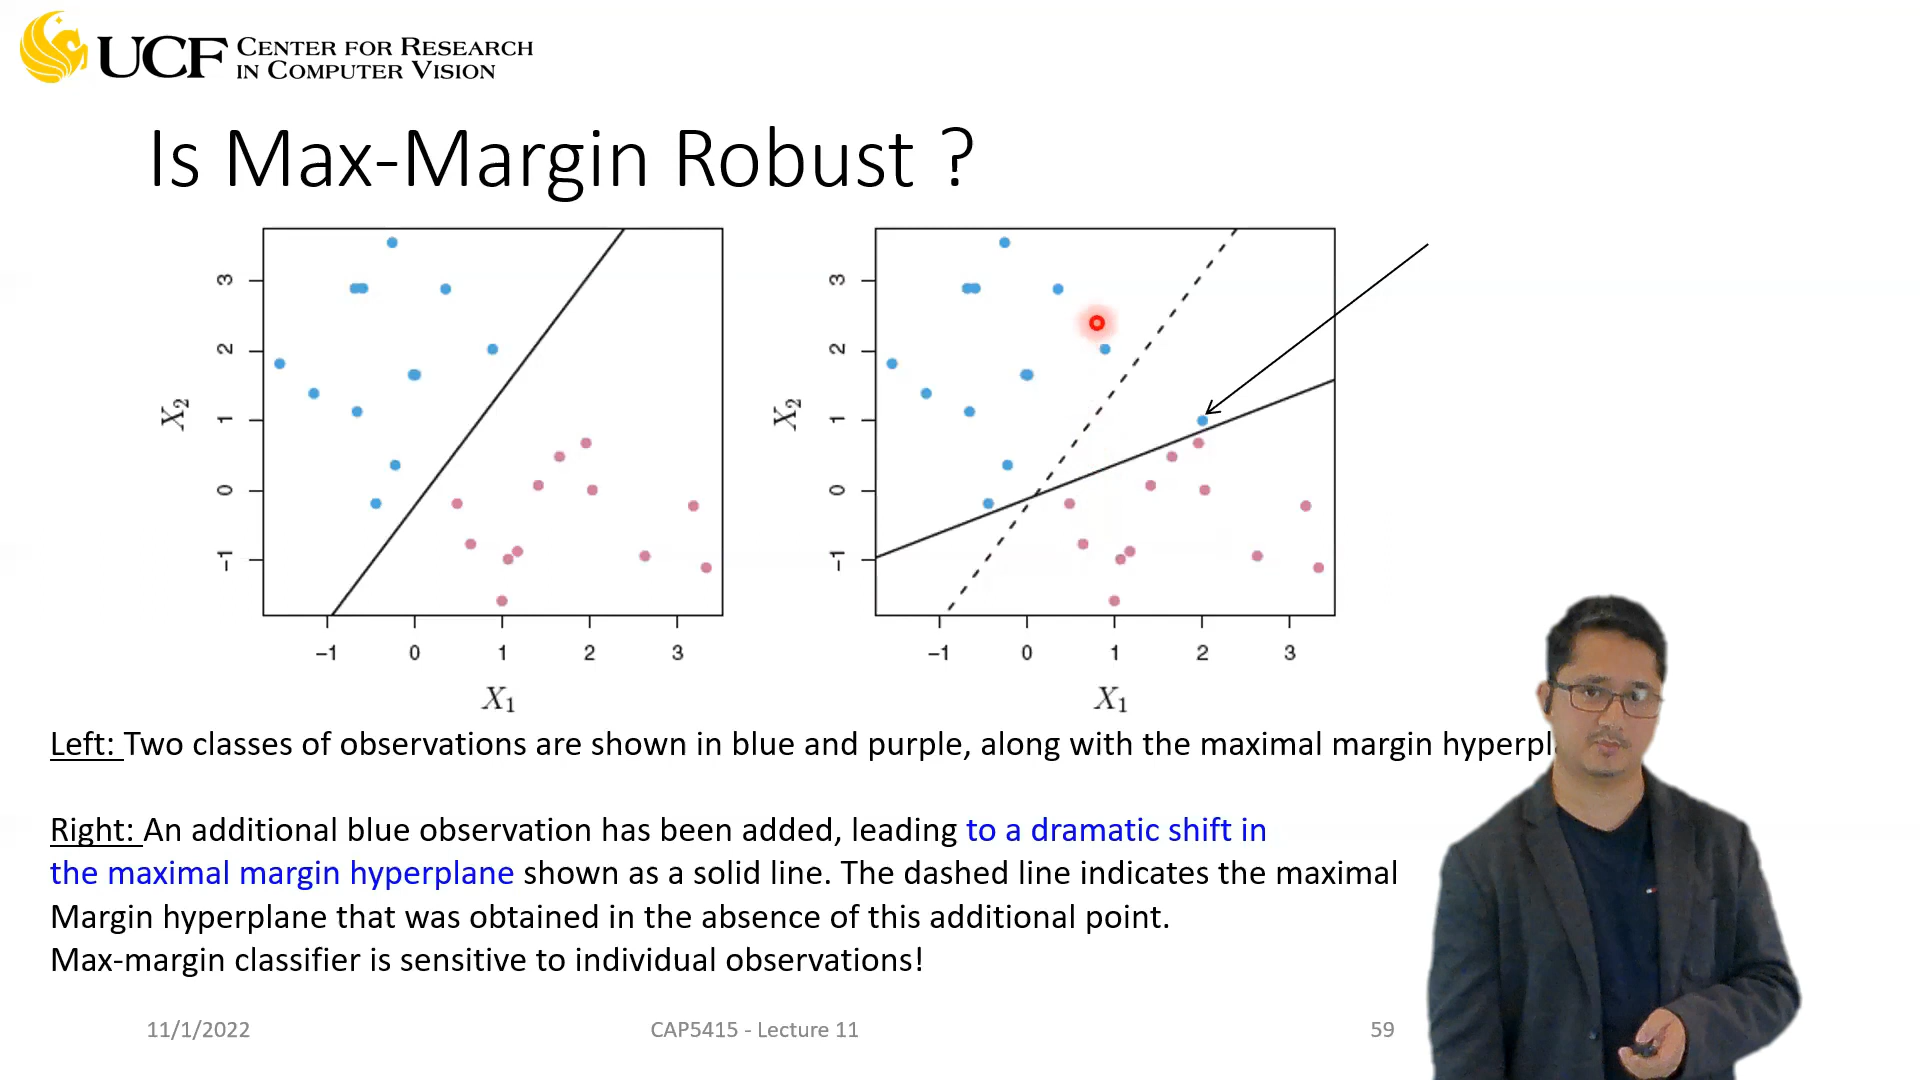 UCF CENTER FOR RESEARCH
IN COMPUTER VISION
Is Max-Margin Robust ?
3
2
1
0
−1
X2
−1 0 1 2 3
X1
3
2
1
0
−1
X2
−1 0 1 2 3
X1
Left: Two classes of observations are shown in blue and purple, along with the maximal margin
Right: An additional blue observation has been added, leading to a dramatic shift in
the maximal margin hyperplane shown as a solid line. The dashed line indicates the maximal
Margin hyperplane that was obtained in the absence of this additional point.
Max-margin classifier is sensitive to individual observations!
11/1/2022 CAP5415 - Lecture 11 59